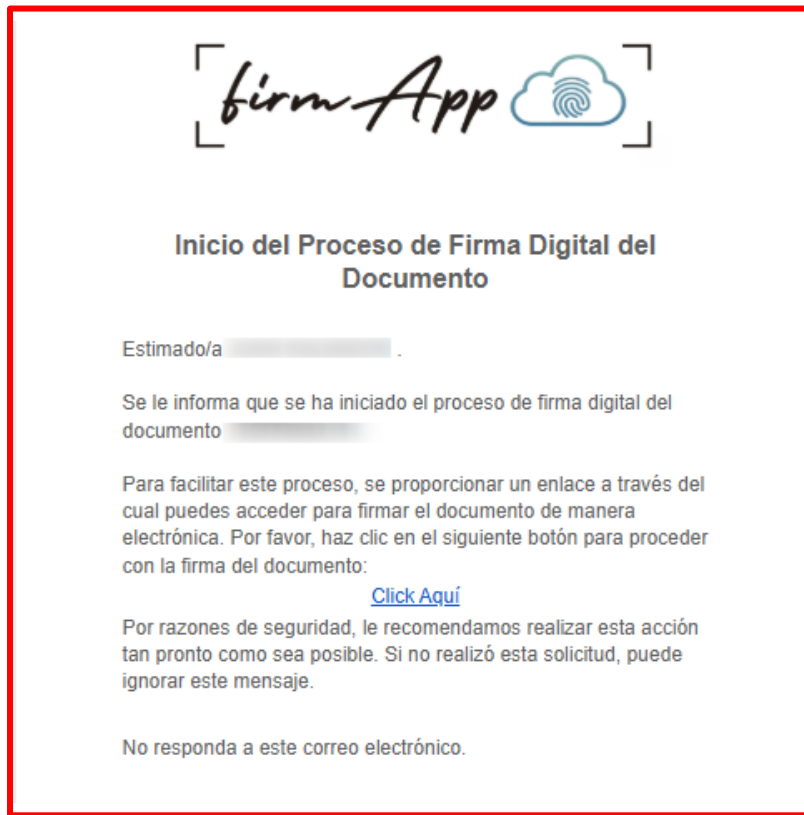 firmApp
Inicio del Proceso de Firma Digital del
Documento
Estimado/a .
Se le informa que se ha iniciado el proceso de firma digital del
documento
Para facilitar este proceso, se proporcionar un enlace a través del
cual puedes acceder para firmar el documento de manera
electrónica. Por favor, haz clic en el siguiente botón para proceder
con la firma del documento:
Click Aquí
Por razones de seguridad, le recomendamos realizar esta acción
tan pronto como sea posible. Si no realizó esta solicitud, puede
ignorar este mensaje.
No responda a este correo electrónico.